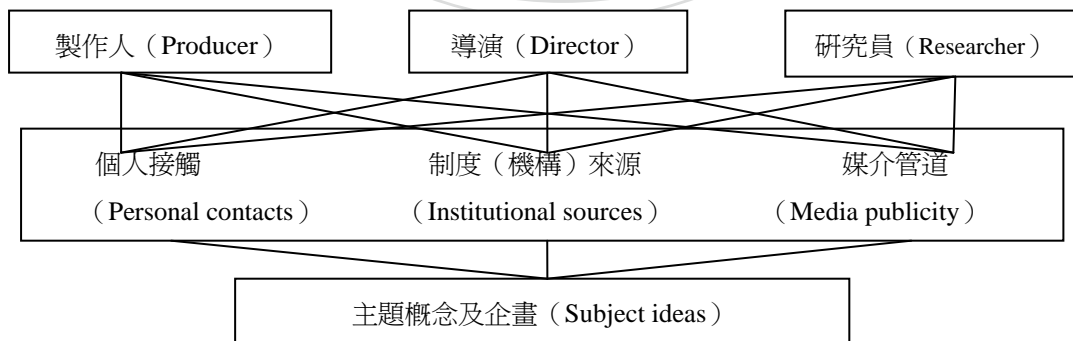 製作人（Producer） 導演（Director） 研究員（Researcher）
個人接觸 制度（機構）來源 媒介管道
（Personal contacts） （Institutional sources） （Media publicity）
主題概念及企畫（Subject ideas）